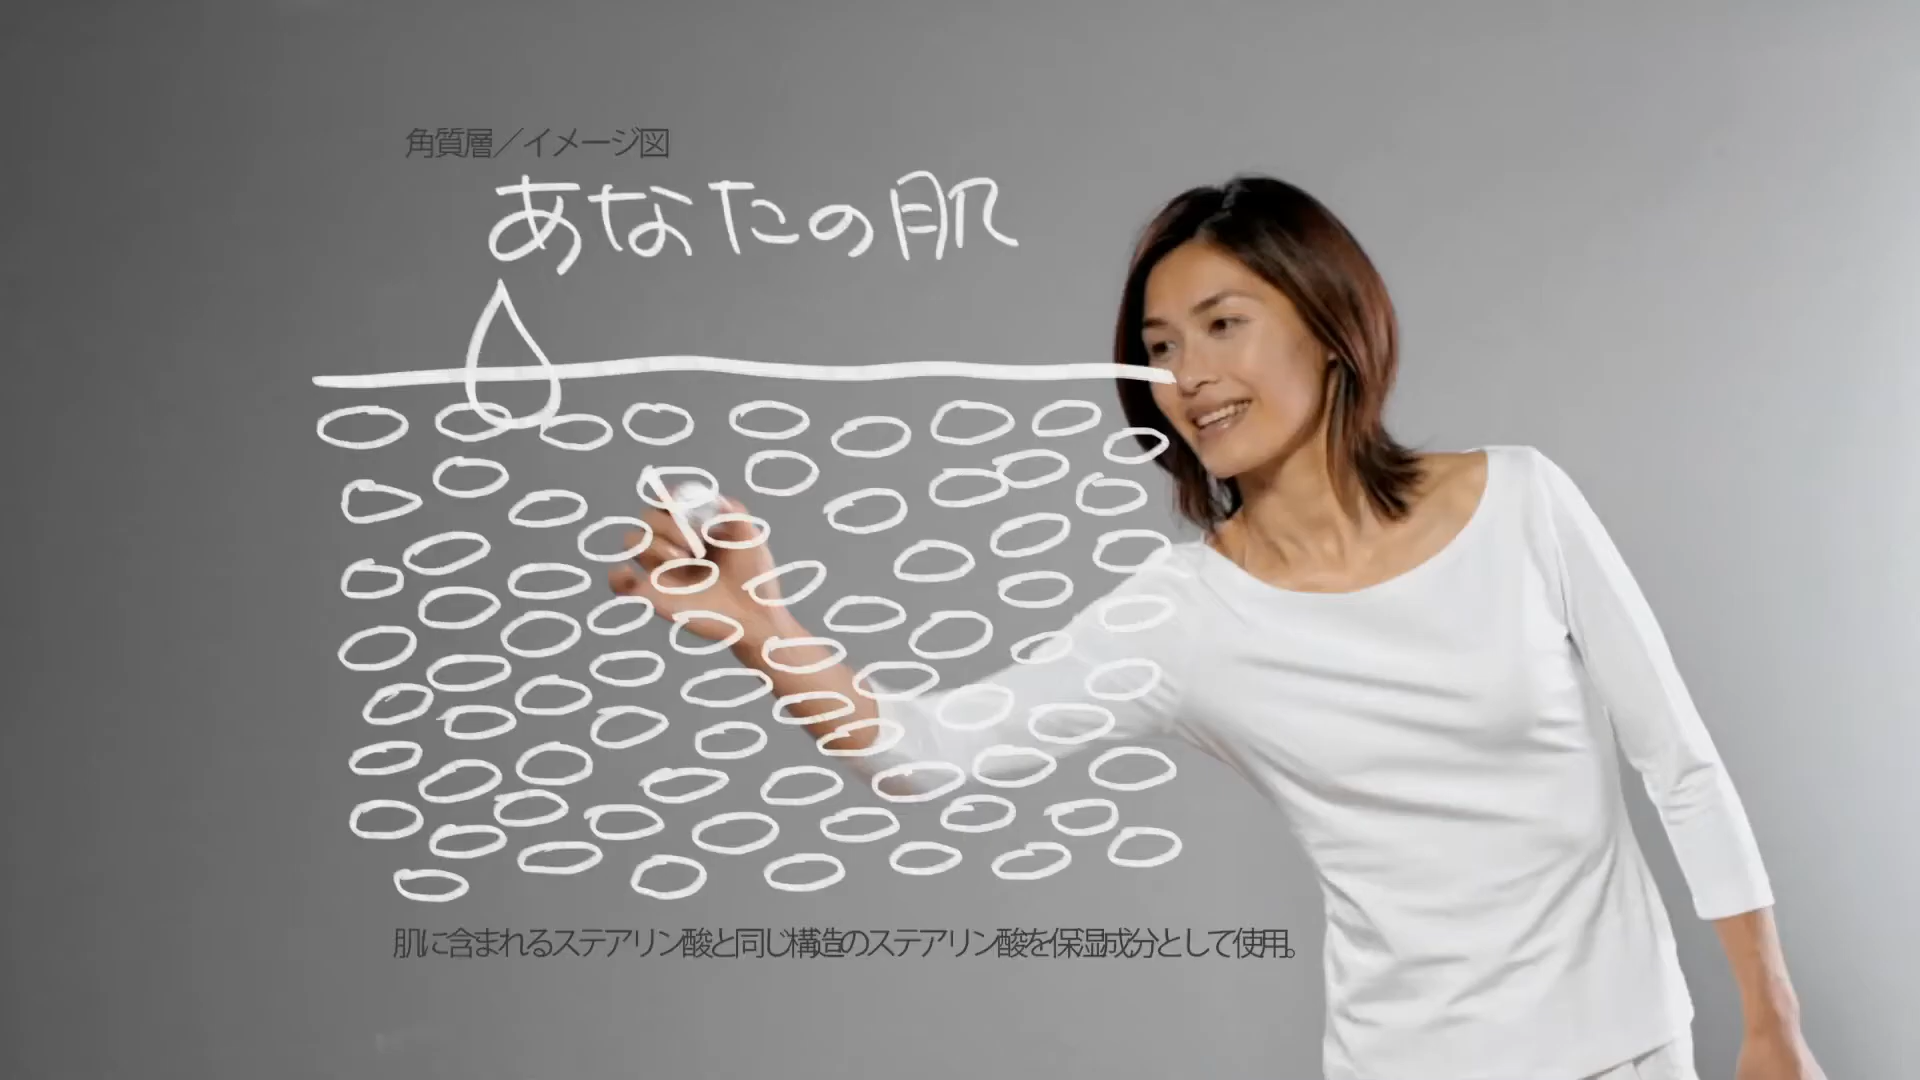 角質層／イメージ図
あなたの肌
肌に含まれるステアリン酸と同じ構造のステアリン酸を保湿成分として使用。